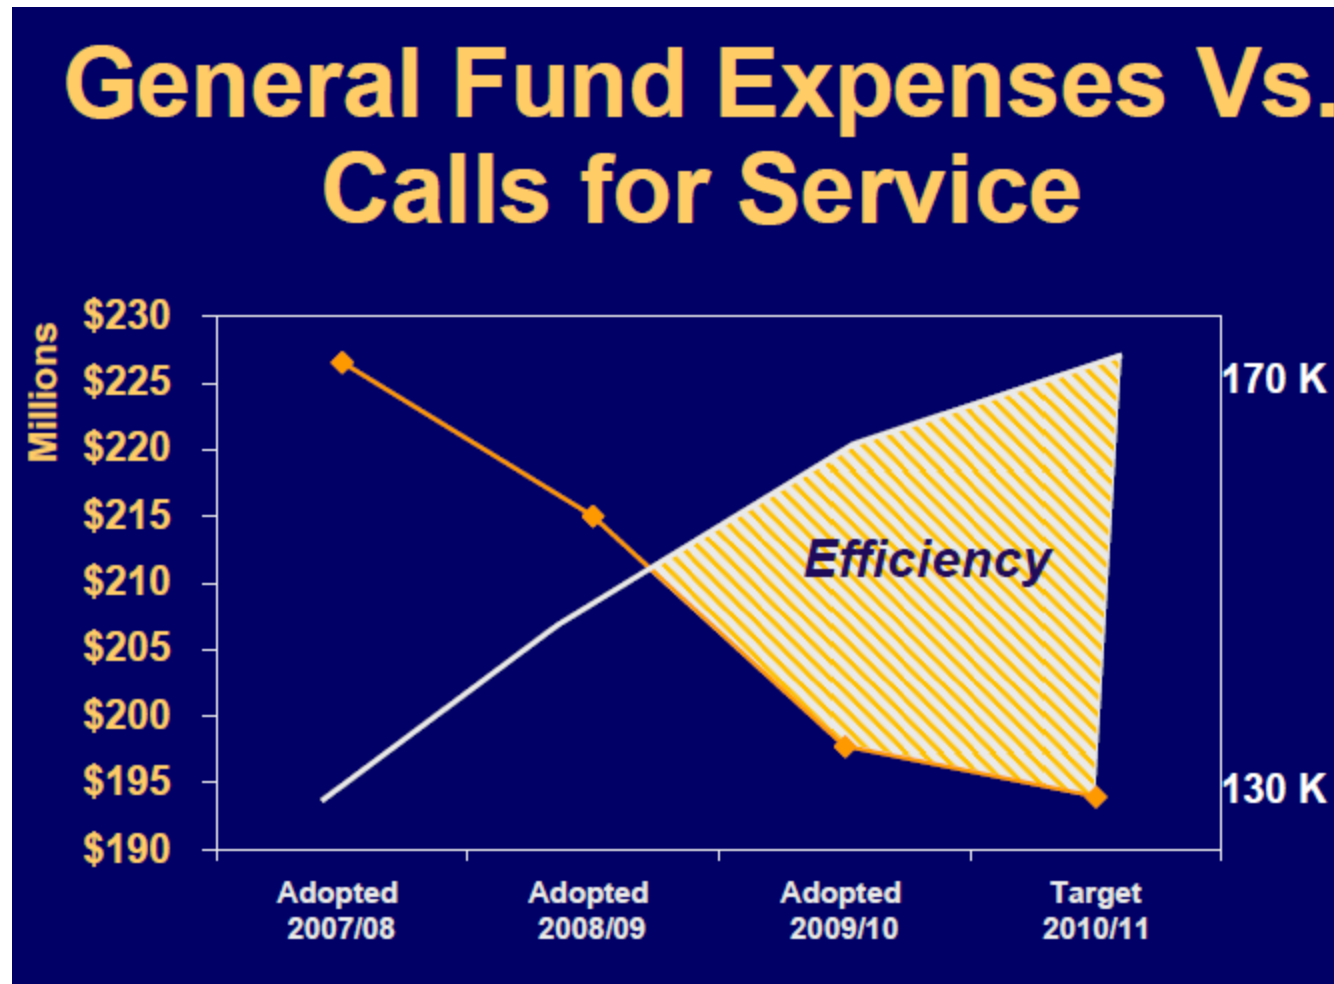 General Fund Expenses Vs.
Calls for Service
Millions
$230
$225
$220
$215
$210
$205
$200
$195
$190
170 K
130 K
Efficiency
Adopted
2007/08
Adopted
2008/09
Adopted
2009/10
Target
2010/11